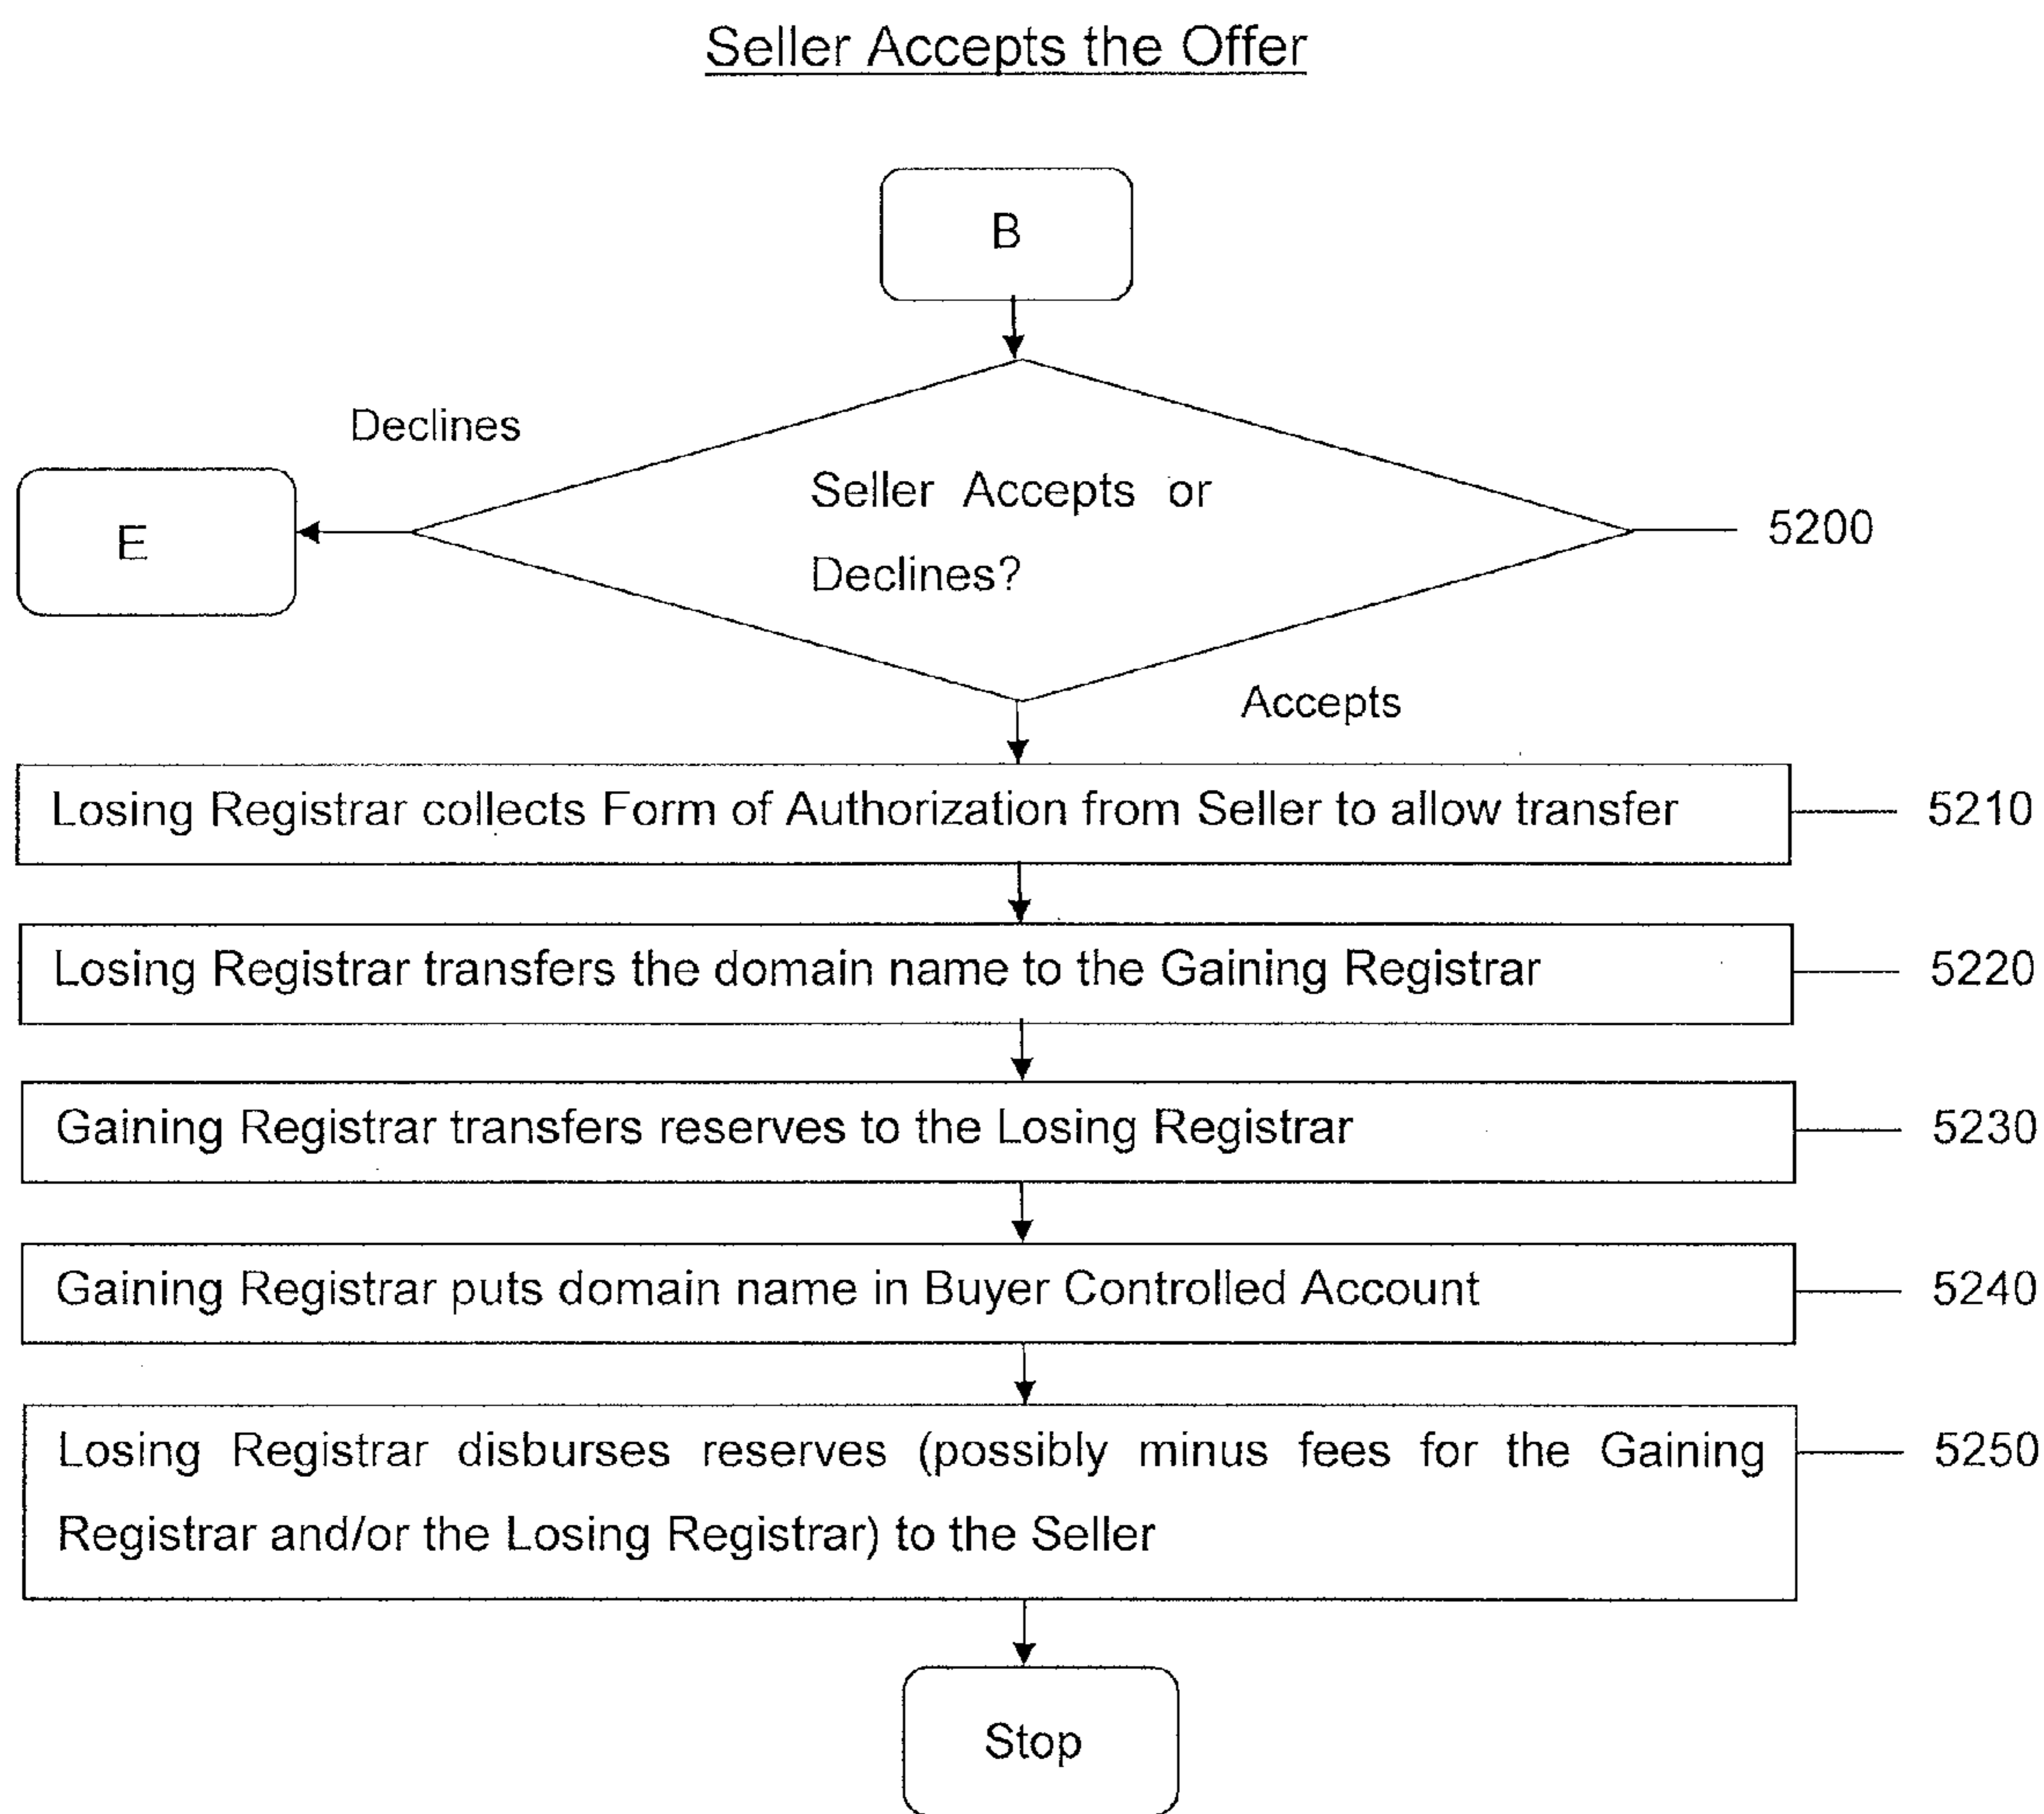 Seller Accepts the Offer
B
Declines
E
Seller Accepts or
Declines?
5200
Accepts
Losing Registrar collects Form of Authorization from Seller to allow transfer
5210
Losing Registrar transfers the domain name to the Gaining Registrar
5220
Gaining Registrar transfers reserves to the Losing Registrar
5230
Gaining Registrar puts domain name in Buyer Controlled Account
5240
Losing Registrar disburses reserves (possibly minus fees for the Gaining
5250
Registrar and/or the Losing Registrar) to the Seller
Stop